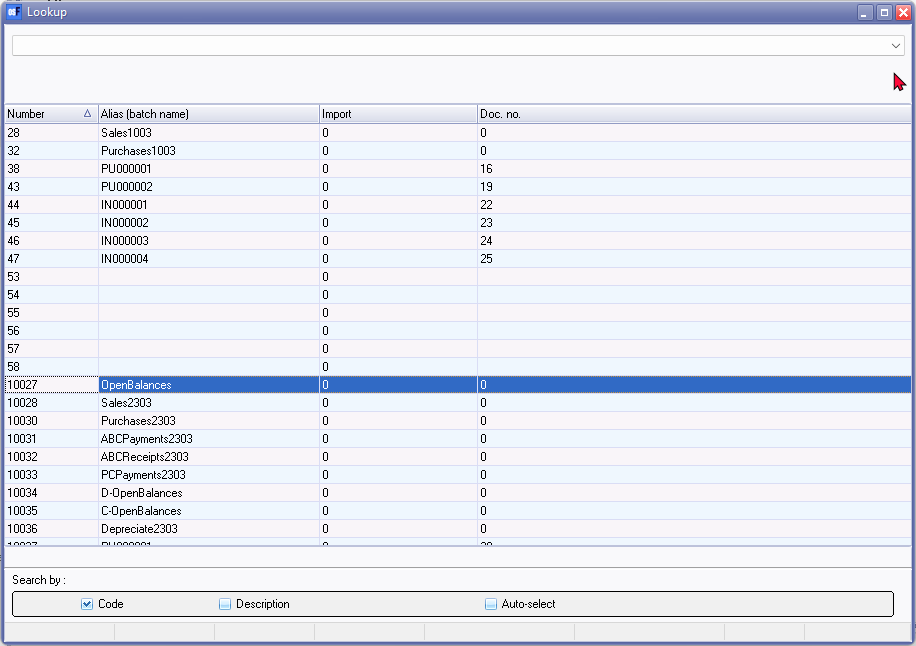 Lookup
Number Alias (batch name) Import Doc. no.
28 Sales1003 0 0
32 Purchases1003 0 0
38 PU000001 0 16
43 PU000002 0 19
44 IN000001 0 22
45 IN000002 0 23
46 IN000003 0 24
47 IN000004 0 25
53 0
54 0
55 0
56 0
57 0
58 0
10027 OpenBalances 0 0
10028 Sales2303 0 0
10030 Purchases2303 0 0
10031 ABCPayments2303 0 0
10032 ABCReceipts2303 0 0
10033 PCPayments2303 0 0
10034 D-OpenBalances 0 0
10035 C-OpenBalances 0 0
10036 Depreciate2303 0 0
Search by :
Code Description Auto-select